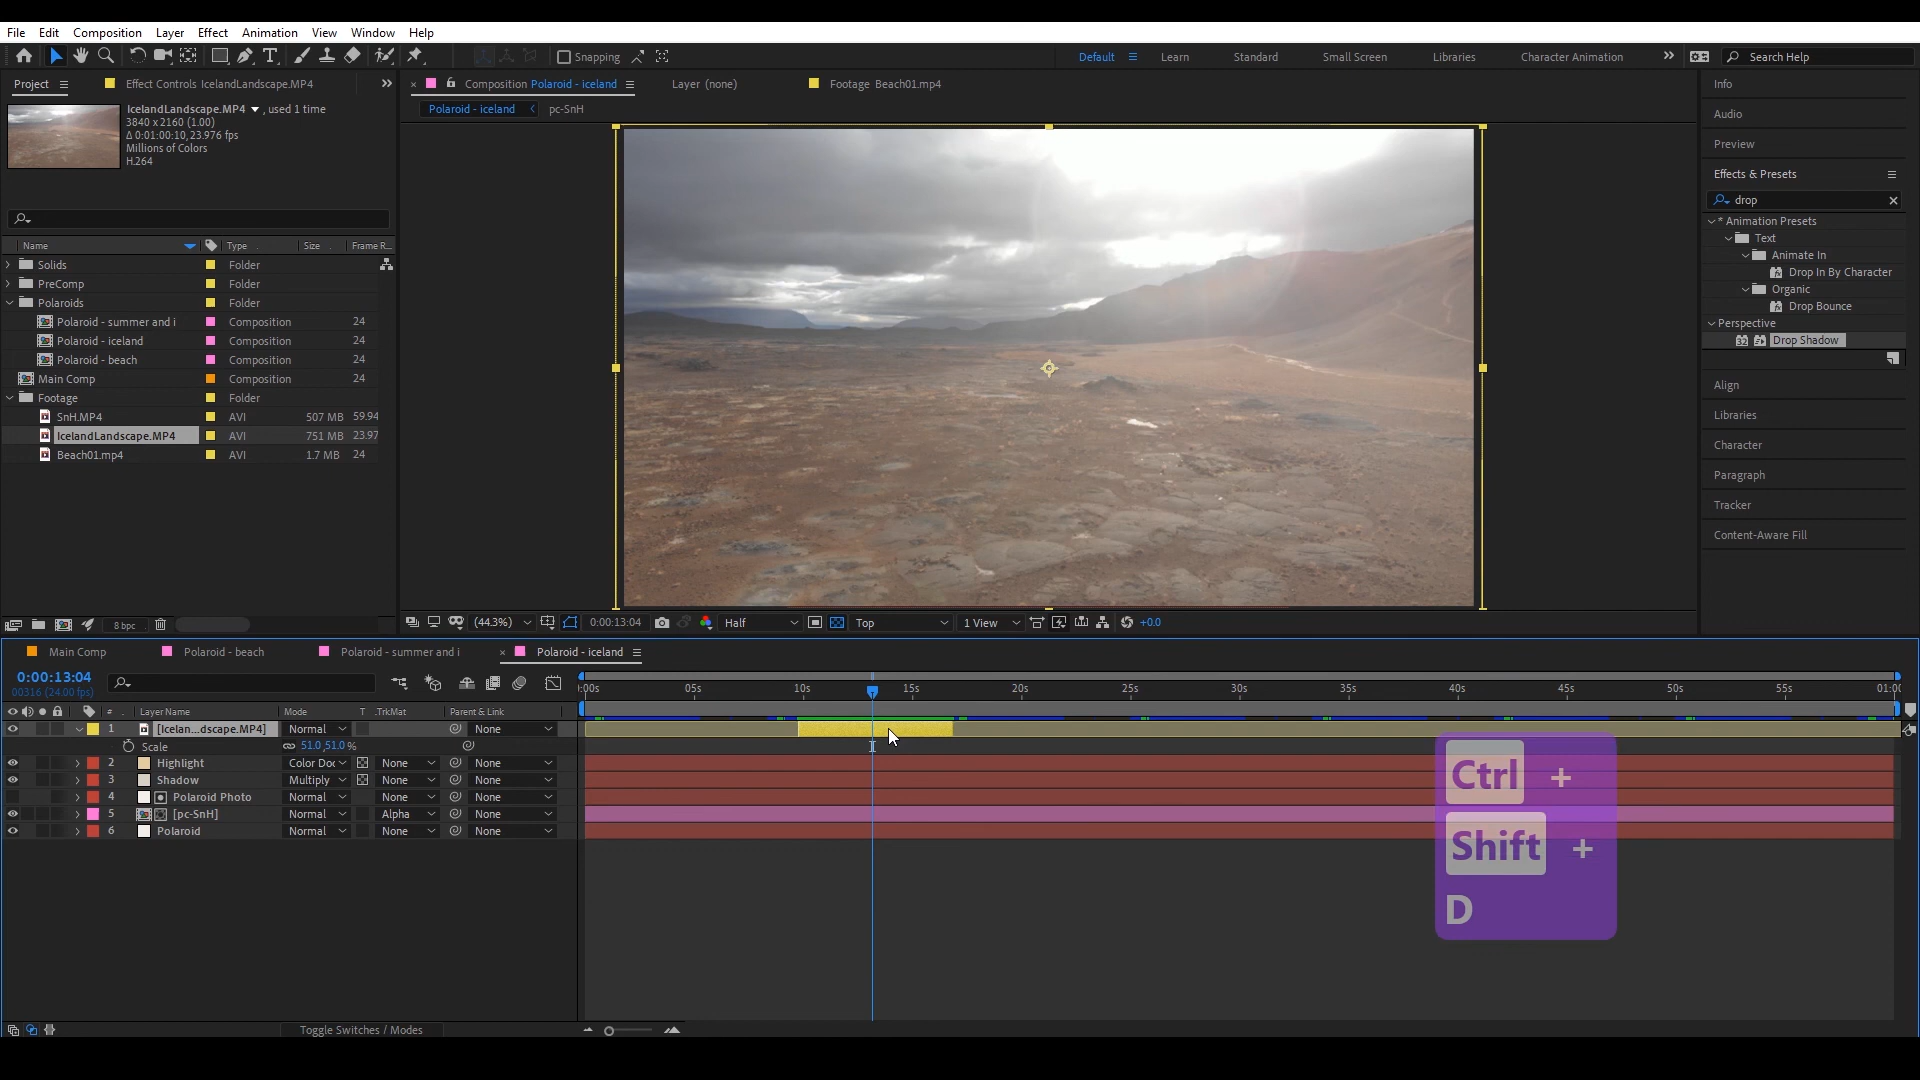 File Edit Composition Layer Effect Animation View Window Help
Snapping Default Learn Standard Small Screen Libraries Character Animation Search Help
Project Effect Controls IcelandLandscape.MP4
Composition Polaroid - iceland Layer (none) Footage Beach01.mp4
Polaroid - iceland pc-SnH
IcelandLandscape.MP4 , used 1 time
3840 x 2160 (1.00)
Δ 0:01:00:10, 23.976 fps
Millions of Colors
H.264
Name Type Size Frame R...
Solids Folder
PreComp Folder
Polaroids Folder
Polaroid - summer and i Composition 24
Polaroid - iceland Composition 24
Polaroid - beach Composition 24
Main Comp Composition 24
Footage Folder
SnH.MP4 AVI 507 MB 59.94
IcelandLandscape.MP4 AVI 751 MB 23.97
Beach01.mp4 AVI 1.7 MB 24
8 bpc
(44.3%) 0:00:13:04 Half Top 1 View +0.0
Info
Audio
Preview
Effects & Presets
drop
* Animation Presets
Text
Animate In
Drop In By Character
Organic
Drop Bounce
Perspective
32 Drop Shadow
Align
Libraries
Character
Paragraph
Tracker
Content-Aware Fill
Main Comp Polaroid - beach Polaroid - summer and i Polaroid - iceland
0:00:13:04
00316 (24.00 fps)
:00s 05s 10s 15s 20s 25s 30s 35s 40s 45s 50s 55s 01:00
# Layer Name Mode T .TrkMat Parent & Link
1 [Icelan...dscape.MP4] Normal None
Scale 51.0,51.0 %
2 Highlight Color Doc None None
3 Shadow Multiply None None
4 Polaroid Photo Normal None None
5 [pc-SnH] Normal Alpha None
6 Polaroid Normal None None
Toggle Switches / Modes
Ctrl +
Shift +
D